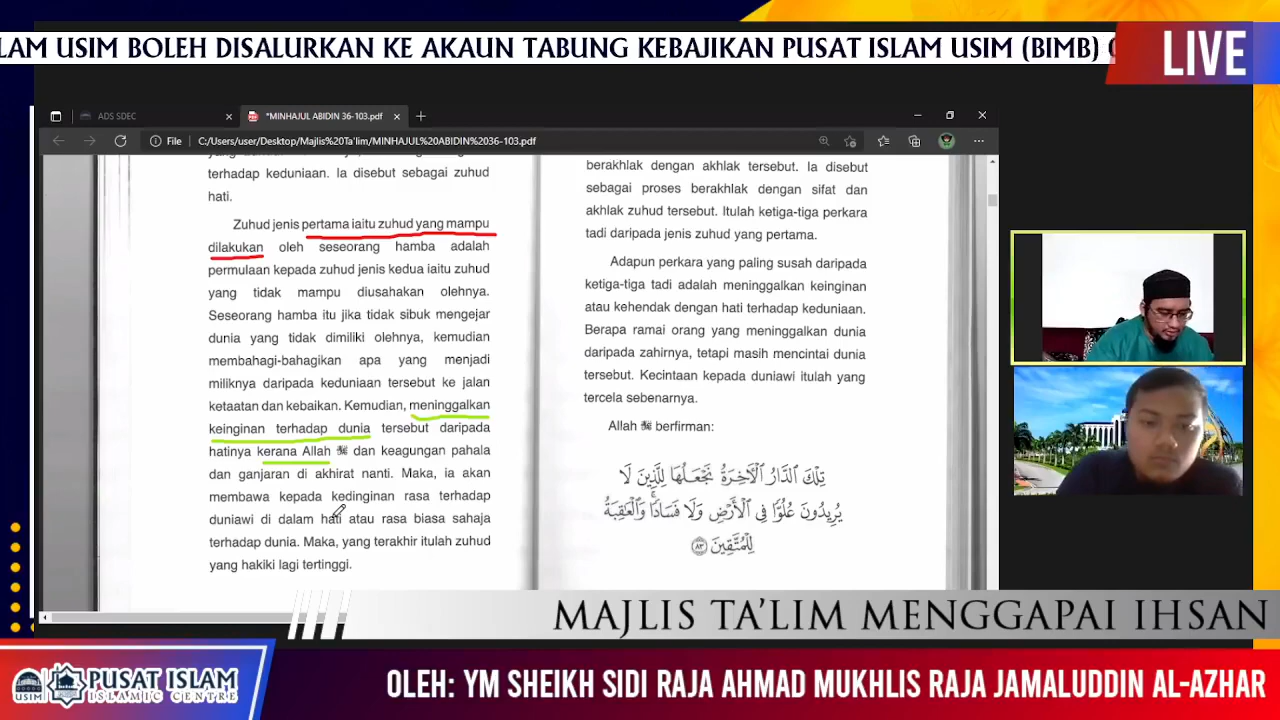 LAM USIM BOLEH DISALURKAN KE AKAUN TABUNG KEBAJIKAN PUSAT ISLAM USIM (BIMB)
LIVE
ADS SDEC
*MINHAJUL ABIDIN 36-103.pdf
File
C:/Users/user/Desktop/Majlis%20Ta'lim/MINHAJUL%20ABIDIN%2036-103.pdf
terhadap keduniaan. Ia disebut sebagai zuhud
hati.
Zuhud jenis pertama iaitu zuhud yang mampu
dilakukan oleh seseorang hamba adalah
permulaan kepada zuhud jenis kedua iaitu zuhud
yang tidak mampu diusahakan olehnya.
Seseorang hamba itu jika tidak sibuk mengejar
dunia yang tidak dimiliki olehnya, kemudian
membahagi-bahagikan apa yang menjadi
miliknya daripada keduniaan tersebut ke jalan
ketaatan dan kebaikan. Kemudian, meninggalkan
keinginan terhadap dunia tersebut daripada
hatinya kerana Allah ﷻ dan keagungan pahala
dan ganjaran di akhirat nanti. Maka, ia akan
membawa kepada kedinginan rasa terhadap
duniawi di dalam hati atau rasa biasa sahaja
terhadap dunia. Maka, yang terakhir itulah zuhud
yang hakiki lagi tertinggi.
berakhlak dengan akhlak tersebut. Ia disebut
sebagai proses berakhlak dengan sifat dan
akhlak zuhud tersebut. Itulah ketiga-tiga perkara
tadi daripada jenis zuhud yang pertama.
Adapun perkara yang paling susah daripada
ketiga-tiga tadi adalah meninggalkan keinginan
atau kehendak dengan hati terhadap keduniaan.
Berapa ramai orang yang meninggalkan dunia
daripada zahirnya, tetapi masih mencintai dunia
tersebut. Kecintaan kepada duniawi itulah yang
tercela sebenarnya.
Allah ﷻ berfirman:
تِلْكَ ٱلدَّارُ ٱلْأَخِرَةُ نَجْعَلُهَا لِلَّذِينَ لَا
يُرِيدُونَ عُلُوًّا فِى ٱلْأَرْضِ وَلَا فَسَادًا ۚ وَٱلْعَٰقِبَةُ
لِلْمُتَّقِينَ ٨٣
MAJLIS TA'LIM MENGGAPAI IHSAN
USIM
PUSAT ISLAM
ISLAMIC CENTRE
OLEH: YM SHEIKH SIDI RAJA AHMAD MUKHLIS RAJA JAMALUDDIN AL-AZHAR